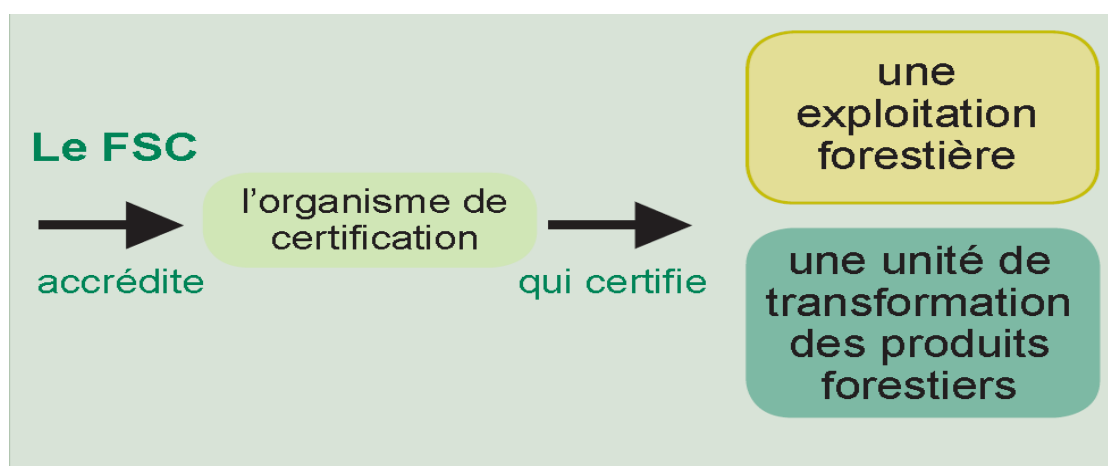 Le FSC
accrédite
l'organisme de
certification
qui certifie
une
exploitation
forestière
une unité de
transformation
des produits
forestiers